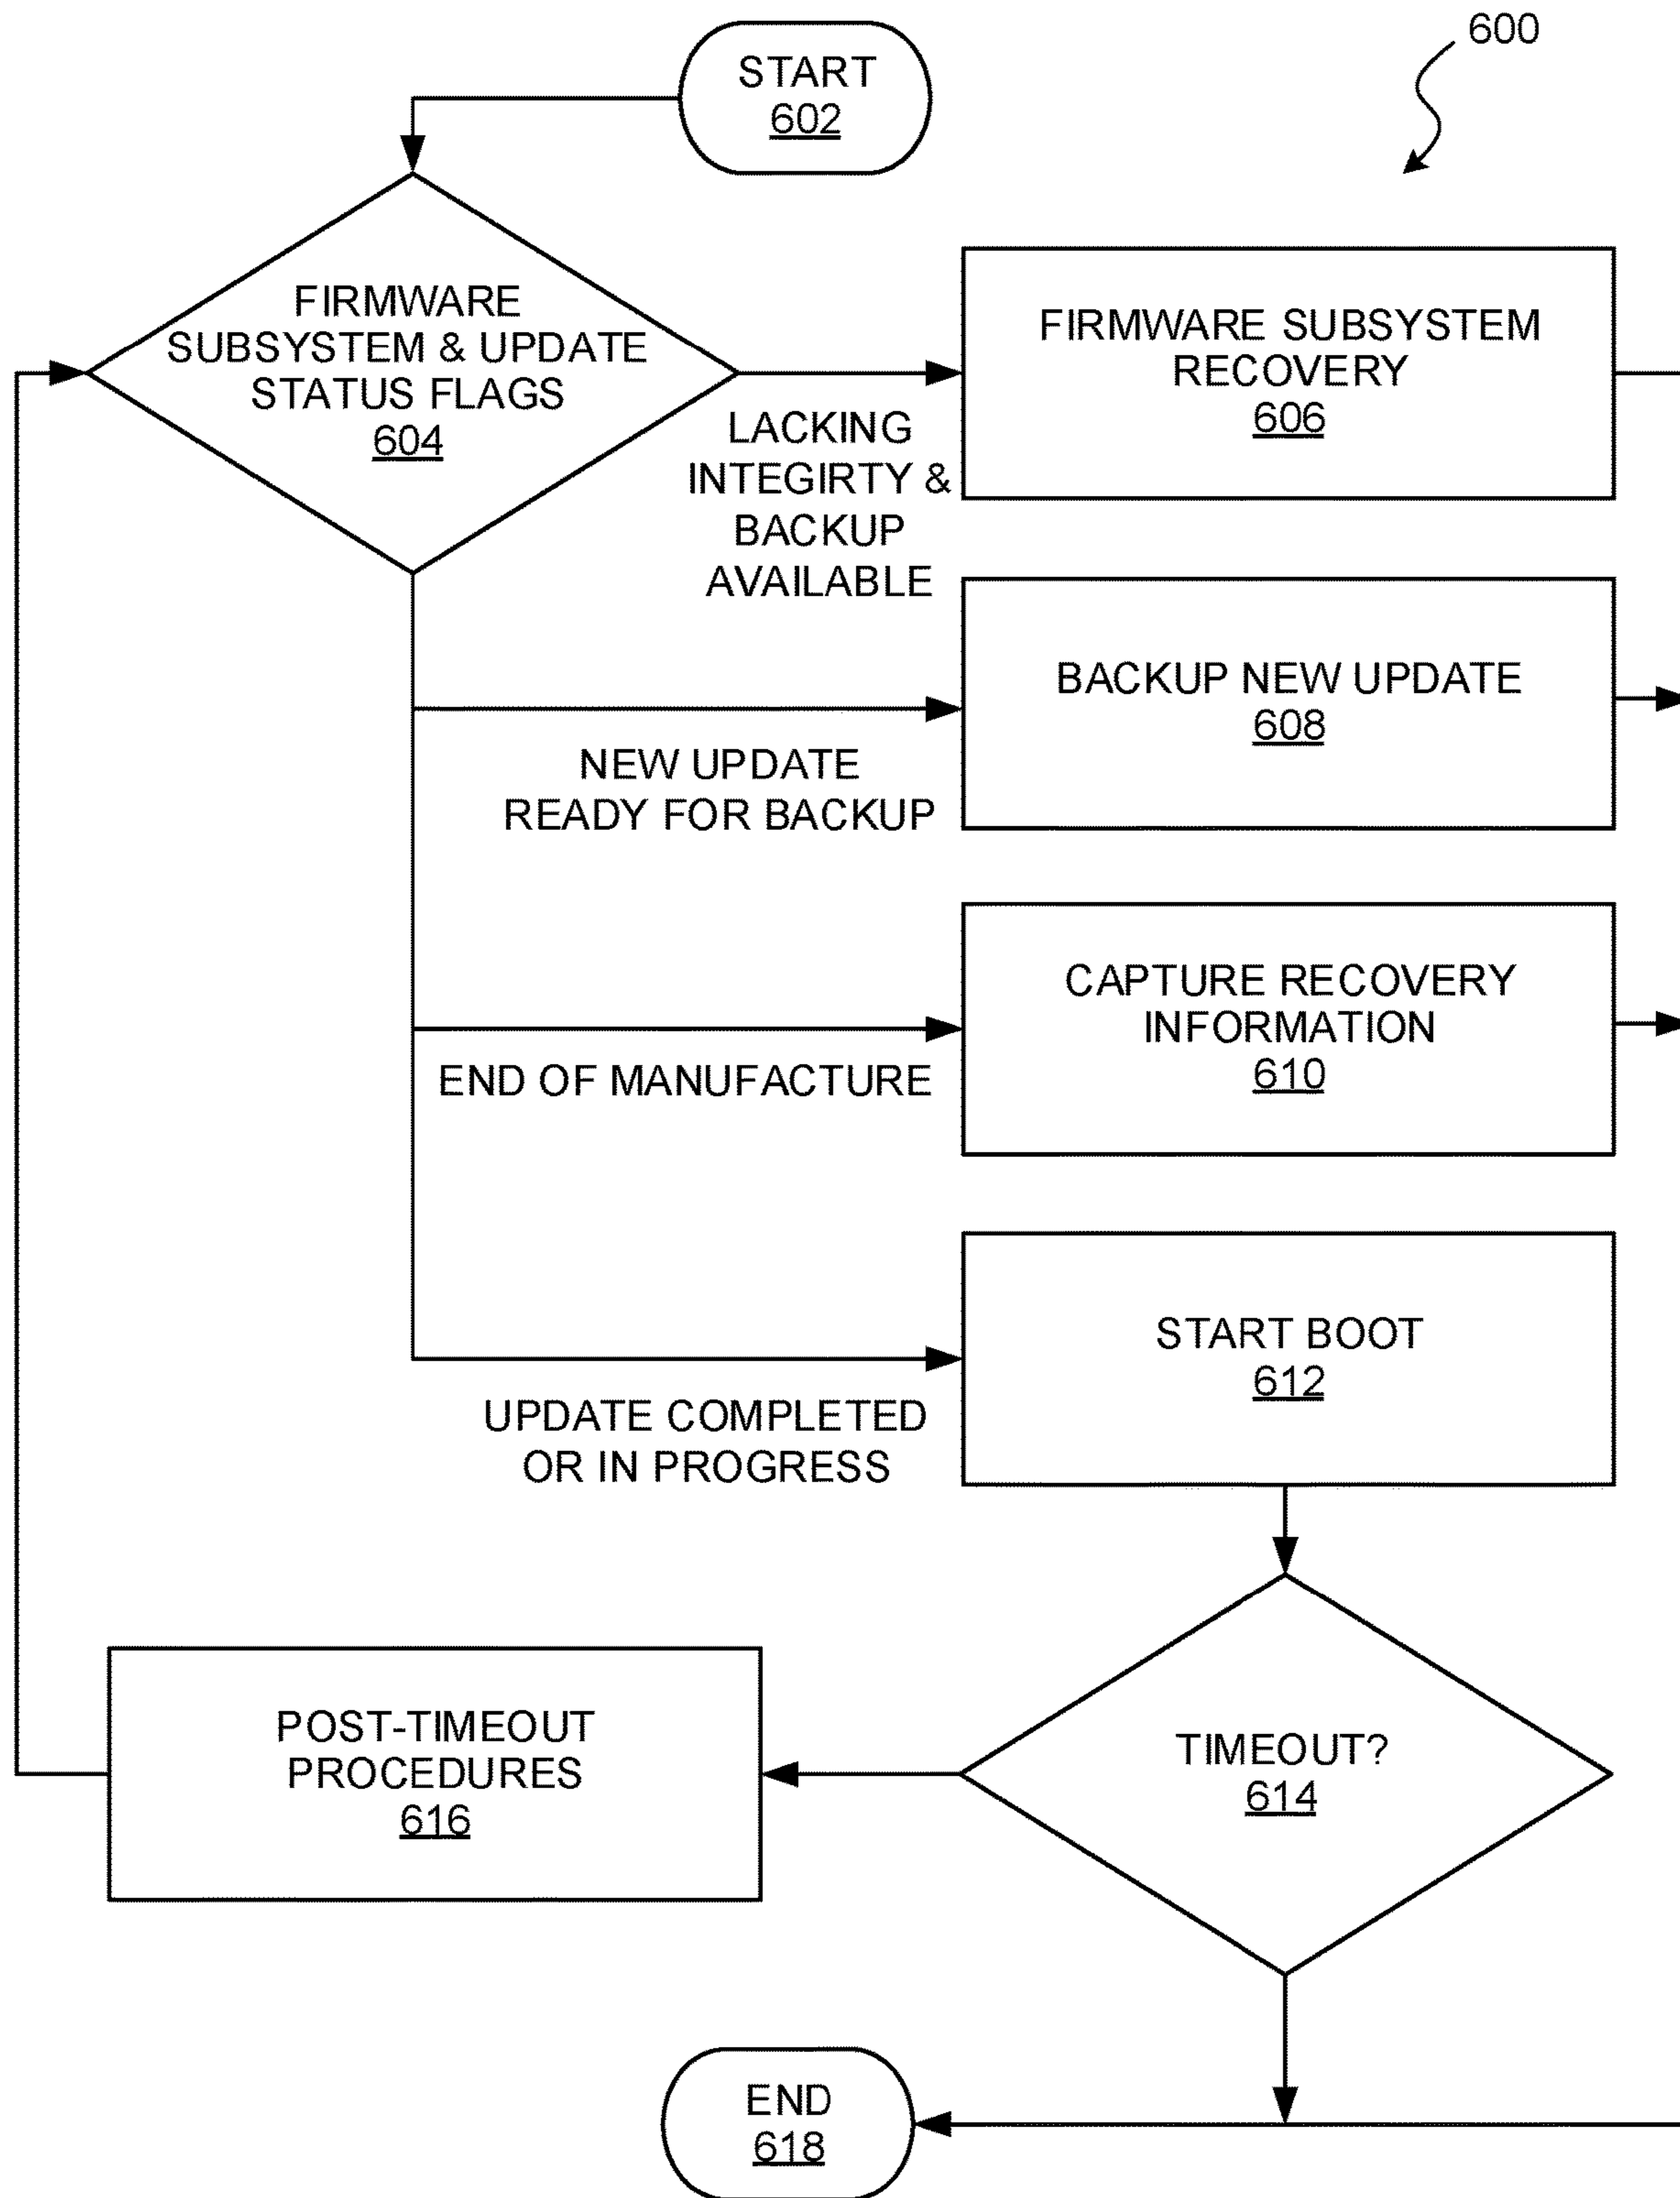 600
START
602
FIRMWARE
SUBSYSTEM & UPDATE
STATUS FLAGS
604
FIRMWARE SUBSYSTEM
RECOVERY
606
LACKING
INTEGIRTY &
BACKUP
AVAILABLE
BACKUP NEW UPDATE
608
NEW UPDATE
READY FOR BACKUP
CAPTURE RECOVERY
INFORMATION
610
END OF MANUFACTURE
START BOOT
612
UPDATE COMPLETED
OR IN PROGRESS
POST-TIMEOUT
PROCEDURES
616
TIMEOUT?
614
END
618